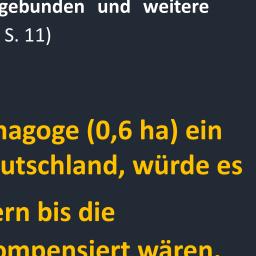 gebunden und weitere
S. 11)
nagoge (0,6 ha) ein
utschland, würde es
ern bis die
ompensiert wären.